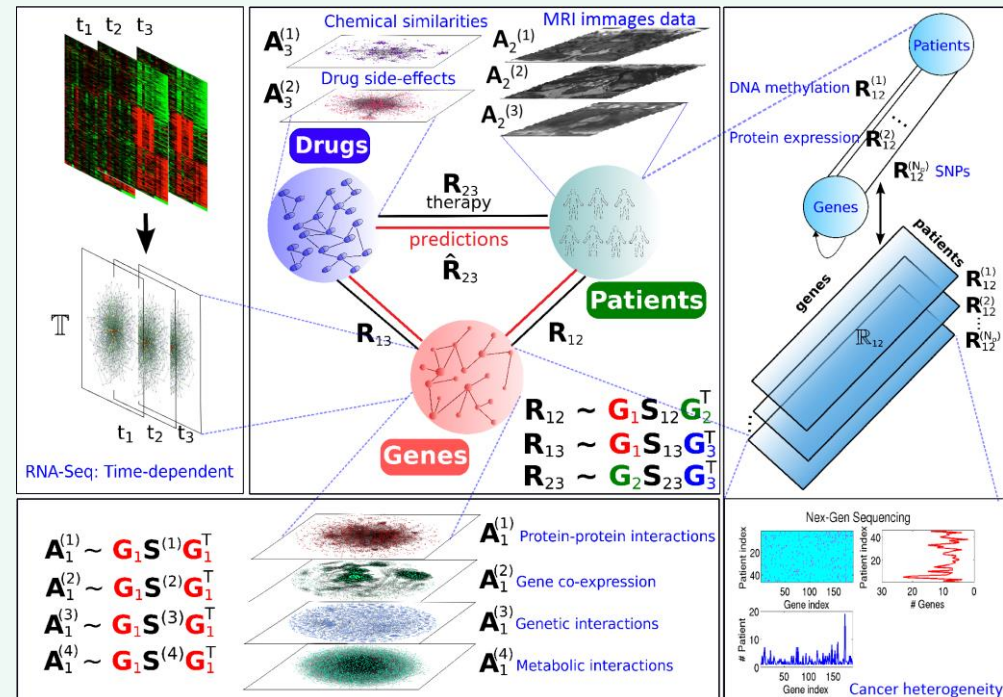 t1 t2 t3
𝕋
t1 t2 t3
RNA-Seq: Time-dependent
Chemical similarities
A3(1)
Drug side-effects
A3(2)
MRI immages data
A2(1)
A2(2)
A2(3)
Drugs
R23
therapy
predictions
R̂23
Patients
R13
R12
Genes
R12 ~ G1S12G2T
R13 ~ G1S13G3T
R23 ~ G2S23G3T
Patients
DNA methylation R12(1)
Protein expression R12(2)
...
R12(Np) SNPs
Genes
patients
genes
R12(1)
R12(2)
R12(Np)
ℝ12
A1(1) ~ G1S(1)G1T
A1(2) ~ G1S(2)G1T
A1(3) ~ G1S(3)G1T
A1(4) ~ G1S(4)G1T
A1(1) Protein-protein interactions
A1(2) Gene co-expression
A1(3) Genetic interactions
A1(4) Metabolic interactions
Nex-Gen Sequencing
Patient index
20
40
50 100 150
Gene index
Patient index
20
40
30 20 10 0
# Genes
# Patient
20
10
0
50 100 150
Gene index
Cancer heterogeneity